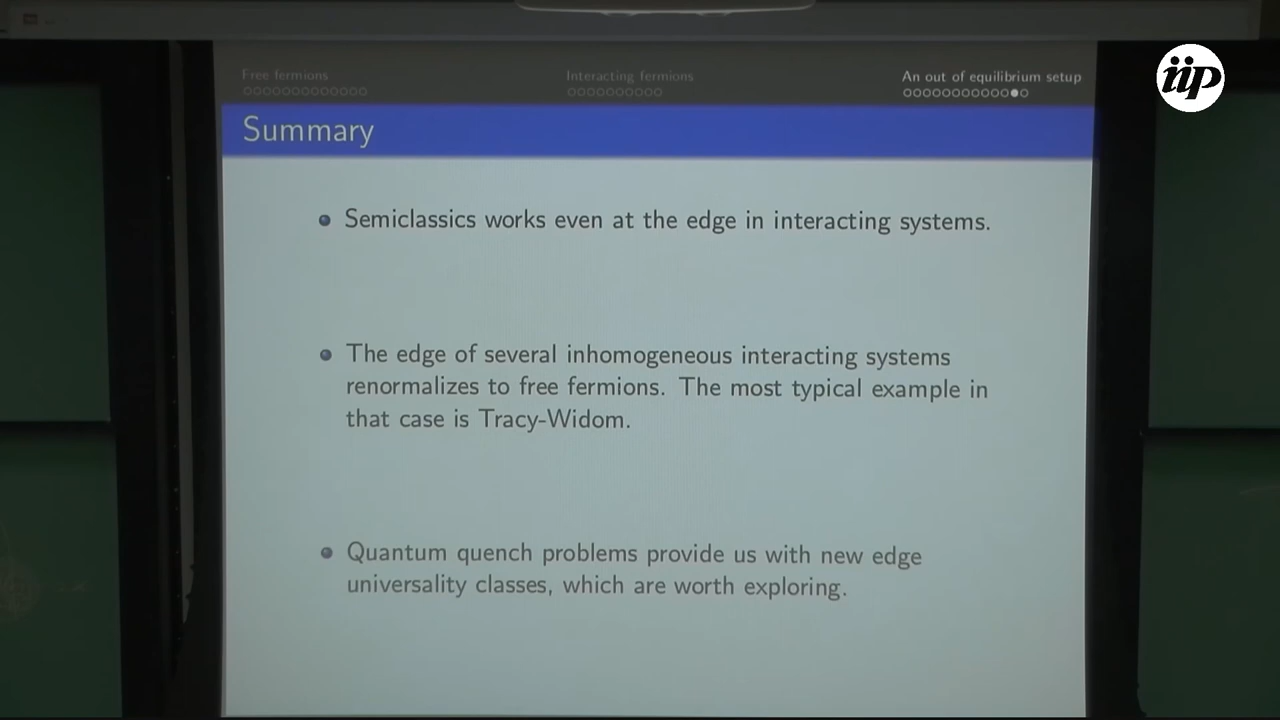 Free fermions
Interacting fermions
An out of equilibrium setup
iip
Summary
Semiclassics works even at the edge in interacting systems.
The edge of several inhomogeneous interacting systems
renormalizes to free fermions. The most typical example in
that case is Tracy-Widom.
Quantum quench problems provide us with new edge
universality classes, which are worth exploring.